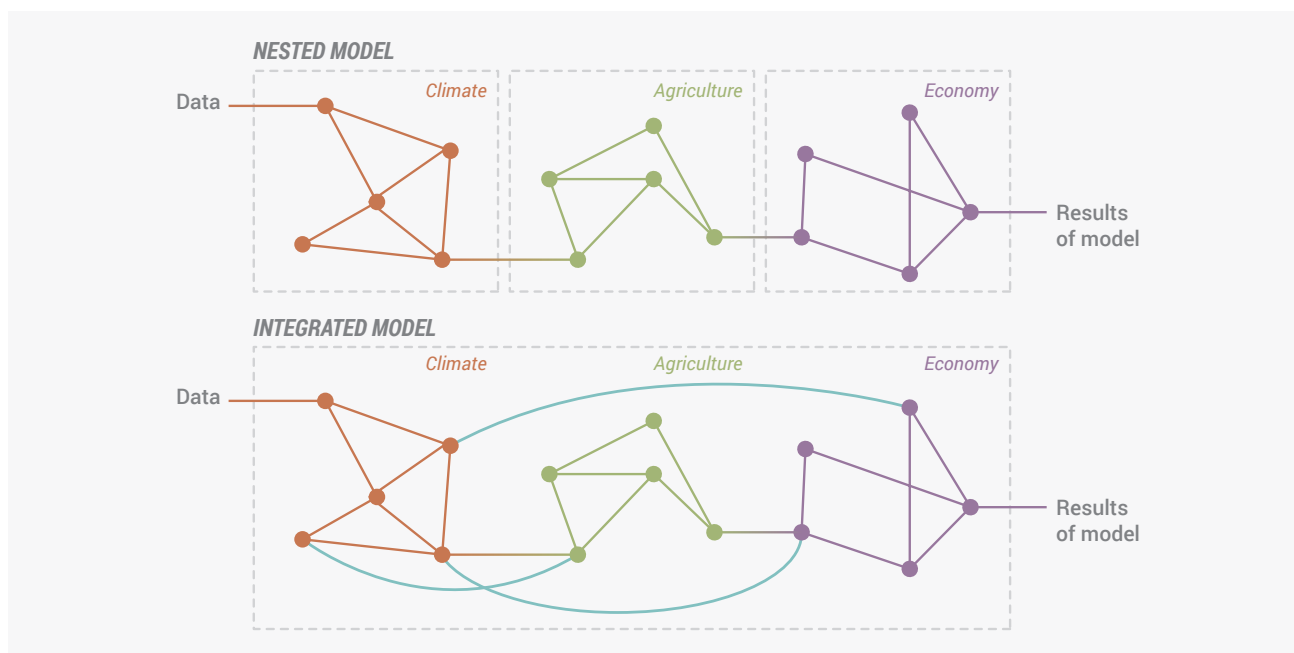 NESTED MODEL
Climate
Agriculture
Economy
Data
Results
of model
INTEGRATED MODEL
Climate
Agriculture
Economy
Data
Results
of model